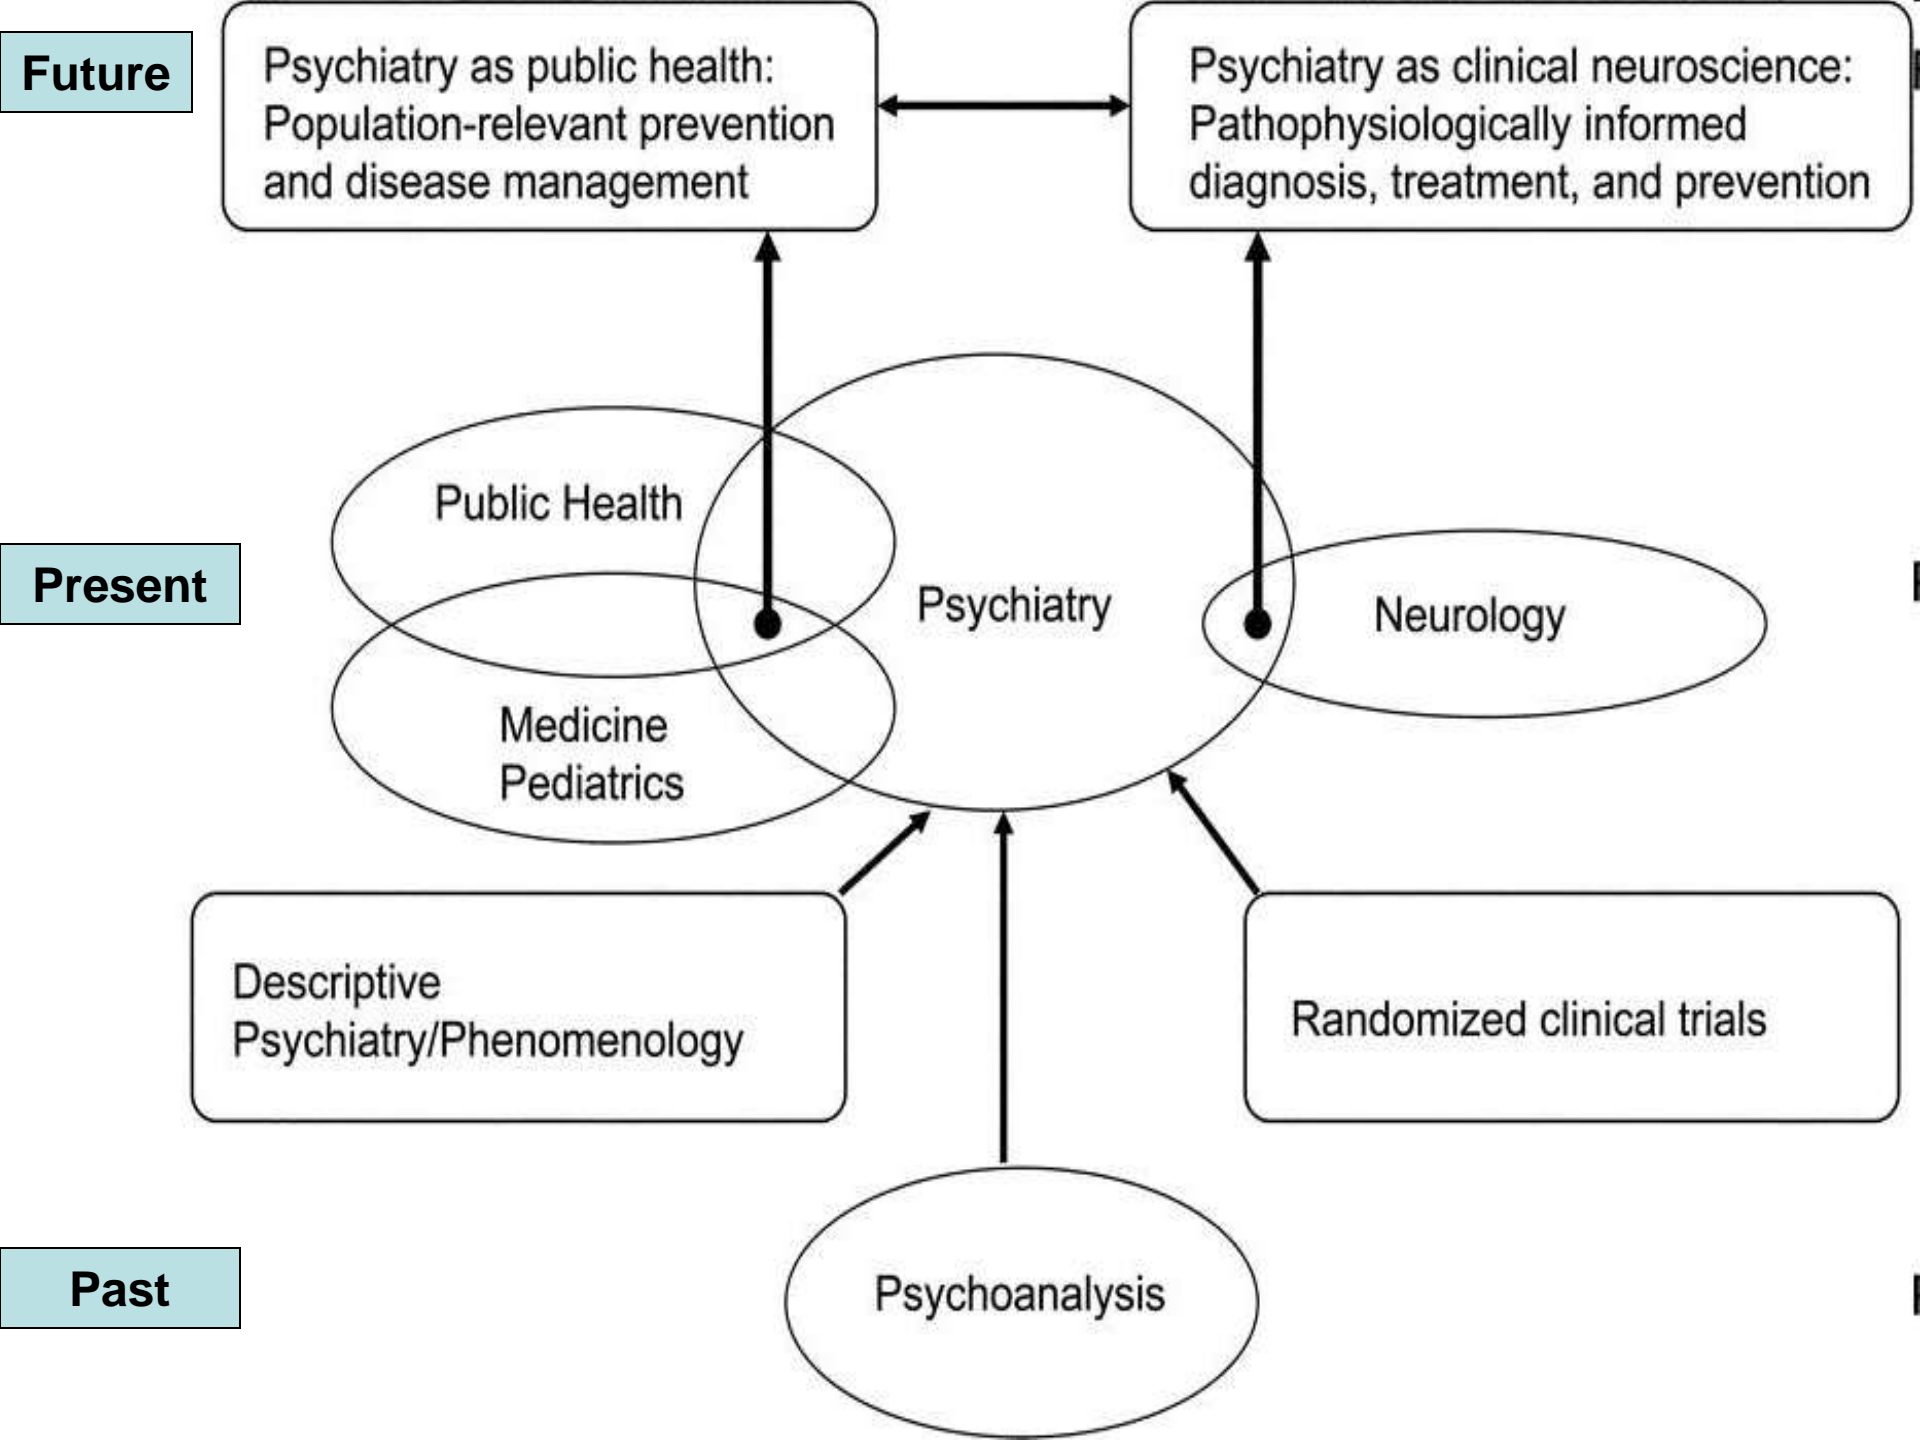 Future
Psychiatry as public health:
Population-relevant prevention
and disease management
Psychiatry as clinical neuroscience:
Pathophysiologically informed
diagnosis, treatment, and prevention
Present
Public Health
Medicine
Pediatrics
Psychiatry
Neurology
Descriptive
Psychiatry/Phenomenology
Randomized clinical trials
Past
Psychoanalysis